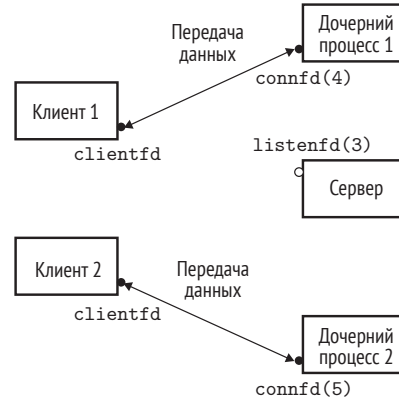 Передача
данных
Дочерний
процесс 1
connfd(4)
Клиент 1
clientfd
listenfd(3)
Сервер
Клиент 2
Передача
данных
clientfd
Дочерний
процесс 2
connfd(5)